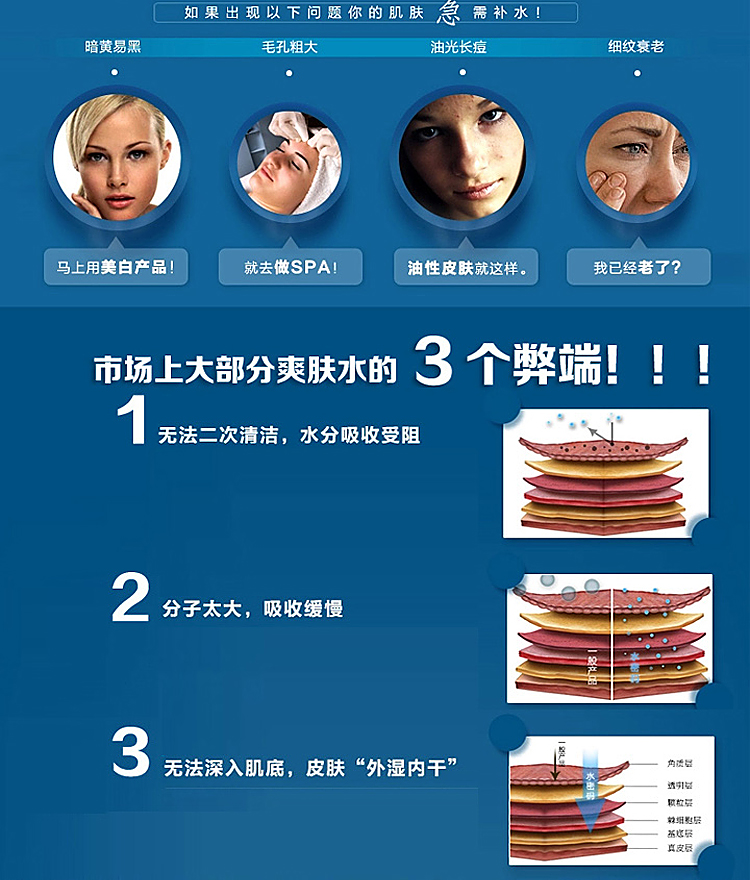 如果出现以下问题你的肌肤急需补水！
暗黄易黑 毛孔粗大 油光长痘 细纹衰老
马上用美白产品！ 就去做SPA！ 油性皮肤就这样。 我已经老了？
市场上大部分爽肤水的3个弊端！！！
1 无法二次清洁，水分吸收受阻
2 分子太大，吸收缓慢
一般产品
水密码
3 无法深入肌底，皮肤“外湿内干”
一般产品
水密码
角质层
透明层
颗粒层
棘细胞层
基底层
真皮层